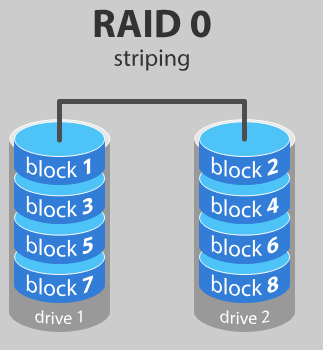 RAID 0
striping
block 1
block 3
block 5
block 7
drive 1
block 2
block 4
block 6
block 8
drive 2